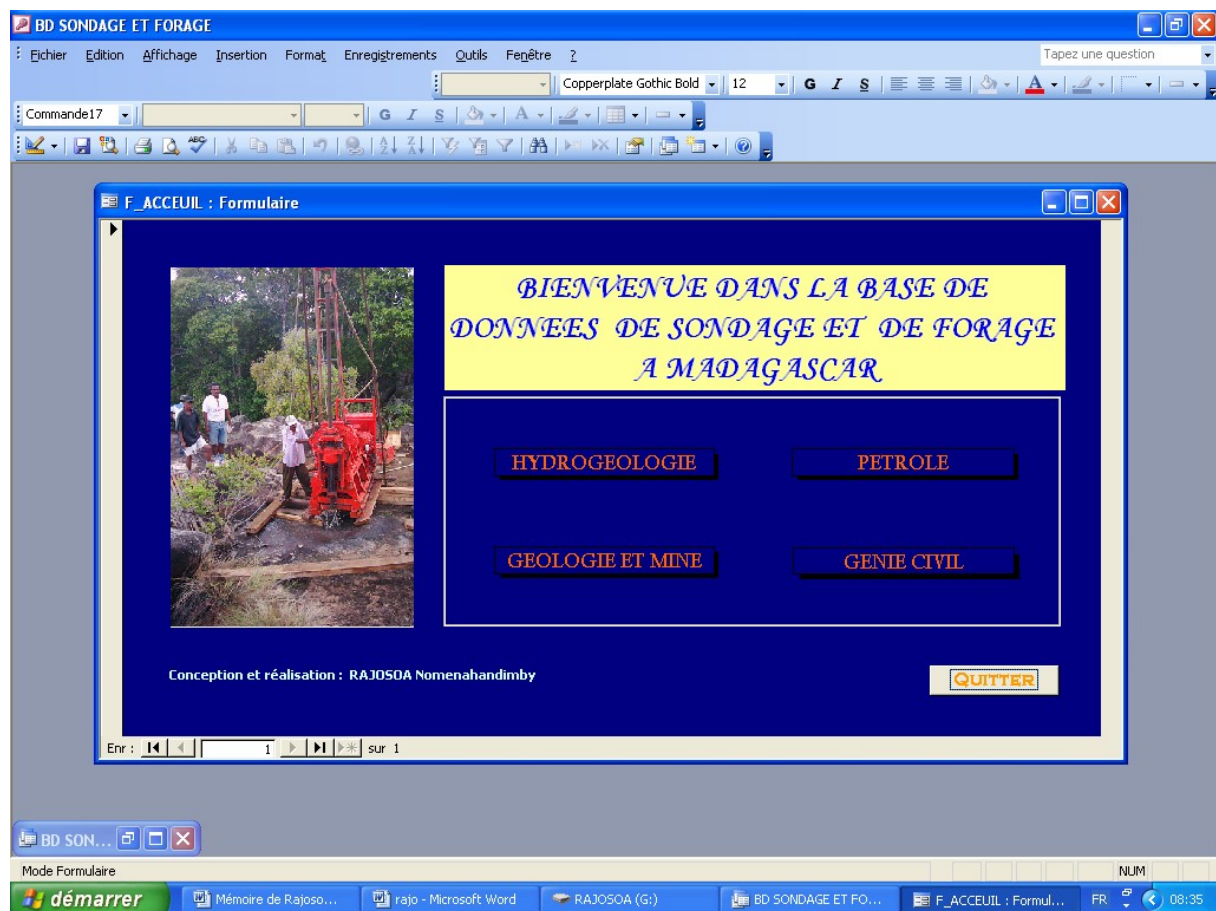 BD SONDAGE ET FORAGE
Fichier Edition Affichage Insertion Format Enregistrements Outils Fenêtre ? Tapez une question
Copperplate Gothic Bold 12 G I S A
Commande17 G I S A
F_ACCEUIL : Formulaire
BIENVENUE DANS LA BASE DE
DONNEES DE SONDAGE ET DE FORAGE
A MADAGASCAR
HYDROGEOLOGIE PETROLE
GEOLOGIE ET MINE GENIE CIVIL
Conception et réalisation : RAJOSOA Nomenahandimby
QUITTER
Enr : 1 sur 1
BD SON...
Mode Formulaire NUM
démarrer Mémoire de Rajoso... rajo - Microsoft Word RAJOSOA (G:) BD SONDAGE ET FO... F_ACCEUIL : Formul... FR 08:35